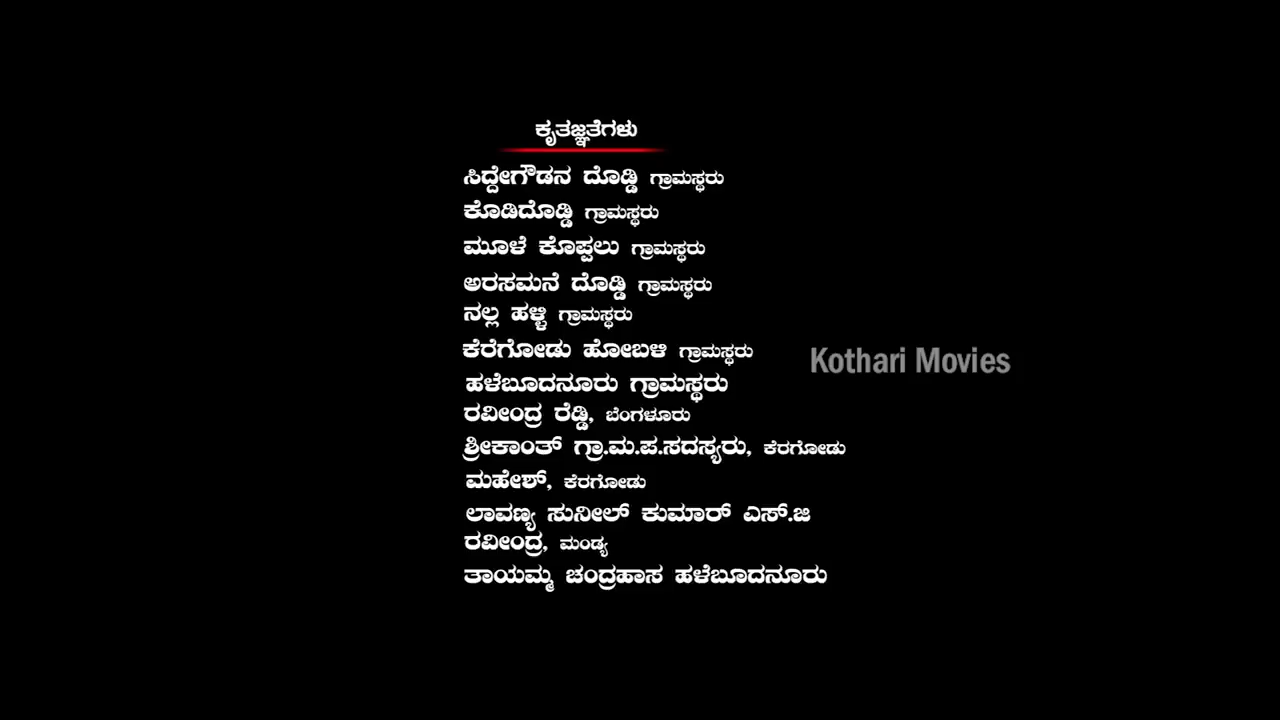 ಕೃತಜ್ಞತೆಗಳು
ಸಿದ್ದೇಗೌಡನ ದೊಡ್ಡಿ ಗ್ರಾಮಸ್ಥರು
ಕೊಡಿದೊಡ್ಡಿ ಗ್ರಾಮಸ್ಥರು
ಮೂಳೆ ಕೊಪ್ಪಲು ಗ್ರಾಮಸ್ಥರು
ಅರಸಮನೆ ದೊಡ್ಡಿ ಗ್ರಾಮಸ್ಥರು
ನಲ್ಲ ಹಳ್ಳಿ ಗ್ರಾಮಸ್ಥರು
ಕೆರೆಗೋಡು ಹೋಬಳಿ ಗ್ರಾಮಸ್ಥರು
Kothari Movies
ಹಳೆಬೂದನೂರು ಗ್ರಾಮಸ್ಥರು
ರವೀಂದ್ರ ರೆಡ್ಡಿ, ಬೆಂಗಳೂರು
ಶ್ರೀಕಾಂತ್ ಗ್ರಾ.ಮ.ಪ.ಸದಸ್ಯರು, ಕೆರಗೋಡು
ಮಹೇಶ್, ಕೆರಗೋಡು
ಲಾವಣ್ಯ ಸುನೀಲ್ ಕುಮಾರ್ ಎಸ್.ಜಿ
ರವೀಂದ್ರ, ಮಂಡ್ಯ
ತಾಯಮ್ಮ ಚಂದ್ರಹಾಸ ಹಳೆಬೂದನೂರು